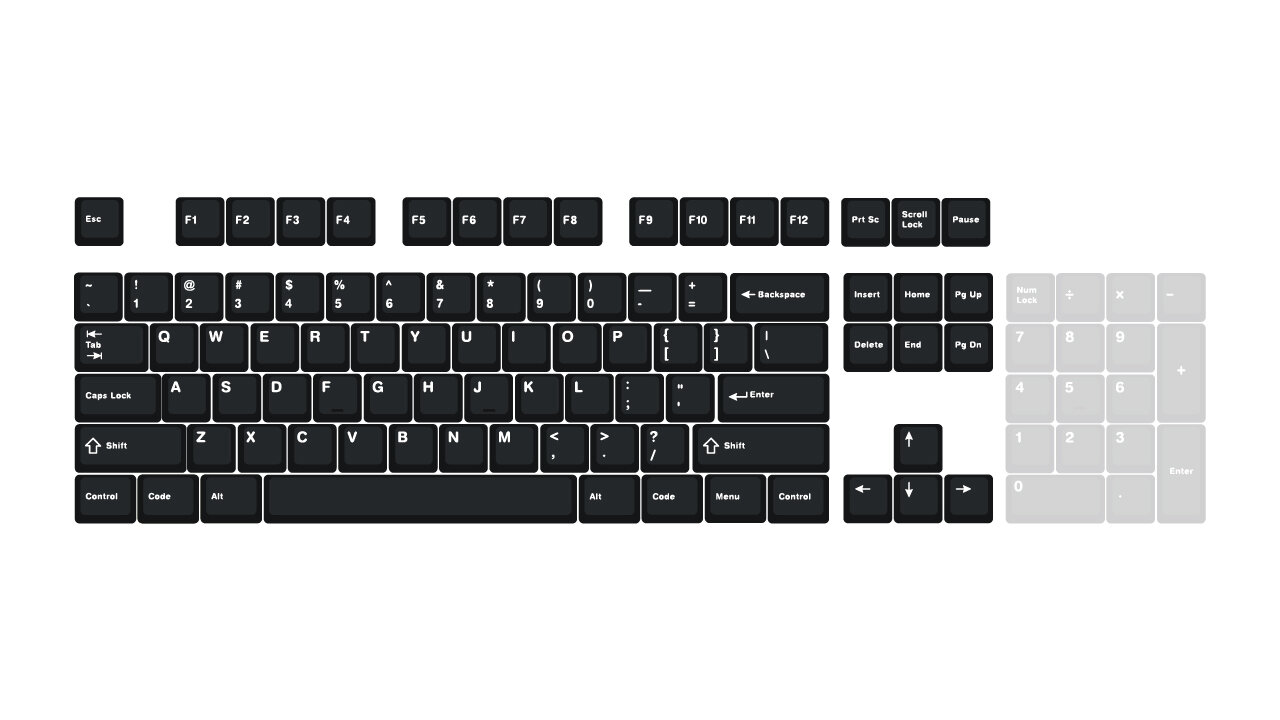 Esc F1 F2 F3 F4 F5 F6 F7 F8 F9 F10 F11 F12 Prt Sc Scroll Lock Pause
~ ! @ # $ % ^ & * ( ) — +
` 1 2 3 4 5 6 7 8 9 0 - = ← Backspace Insert Home Pg Up Num Lock ÷ x −
⇤ Tab ⇥ Q W E R T Y U I O P { [ } ] | \ Delete End Pg Dn 7 8 9 +
Caps Lock A S D F G H J K L : ; " ' ↵ Enter 4 5 6
⇧ Shift Z X C V B N M < , > . ? / ⇧ Shift ↑ 1 2 3 Enter
Control Code Alt Alt Code Menu Control ← ↓ → 0 .